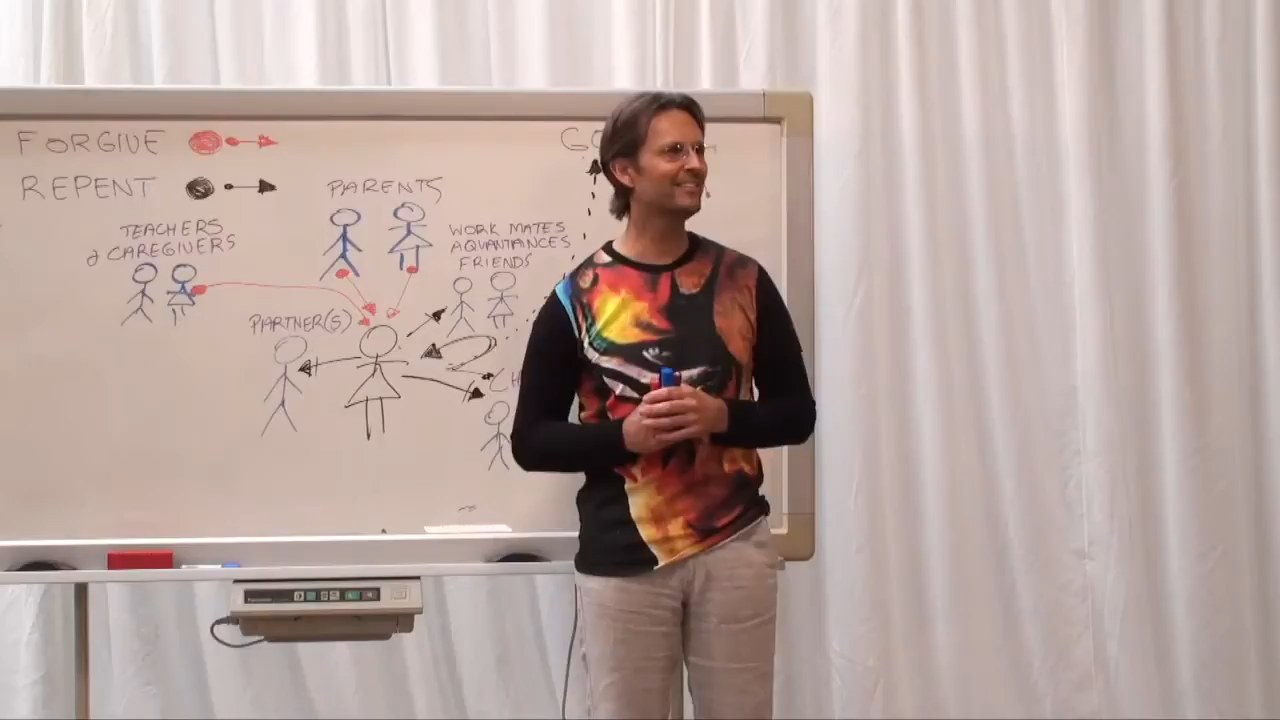 FORGIVE
REPENT
PARENTS
TEACHERS
& CAREGIVERS
WORK MATES
AQUANTANCES
FRIENDS
PARTNER(S)